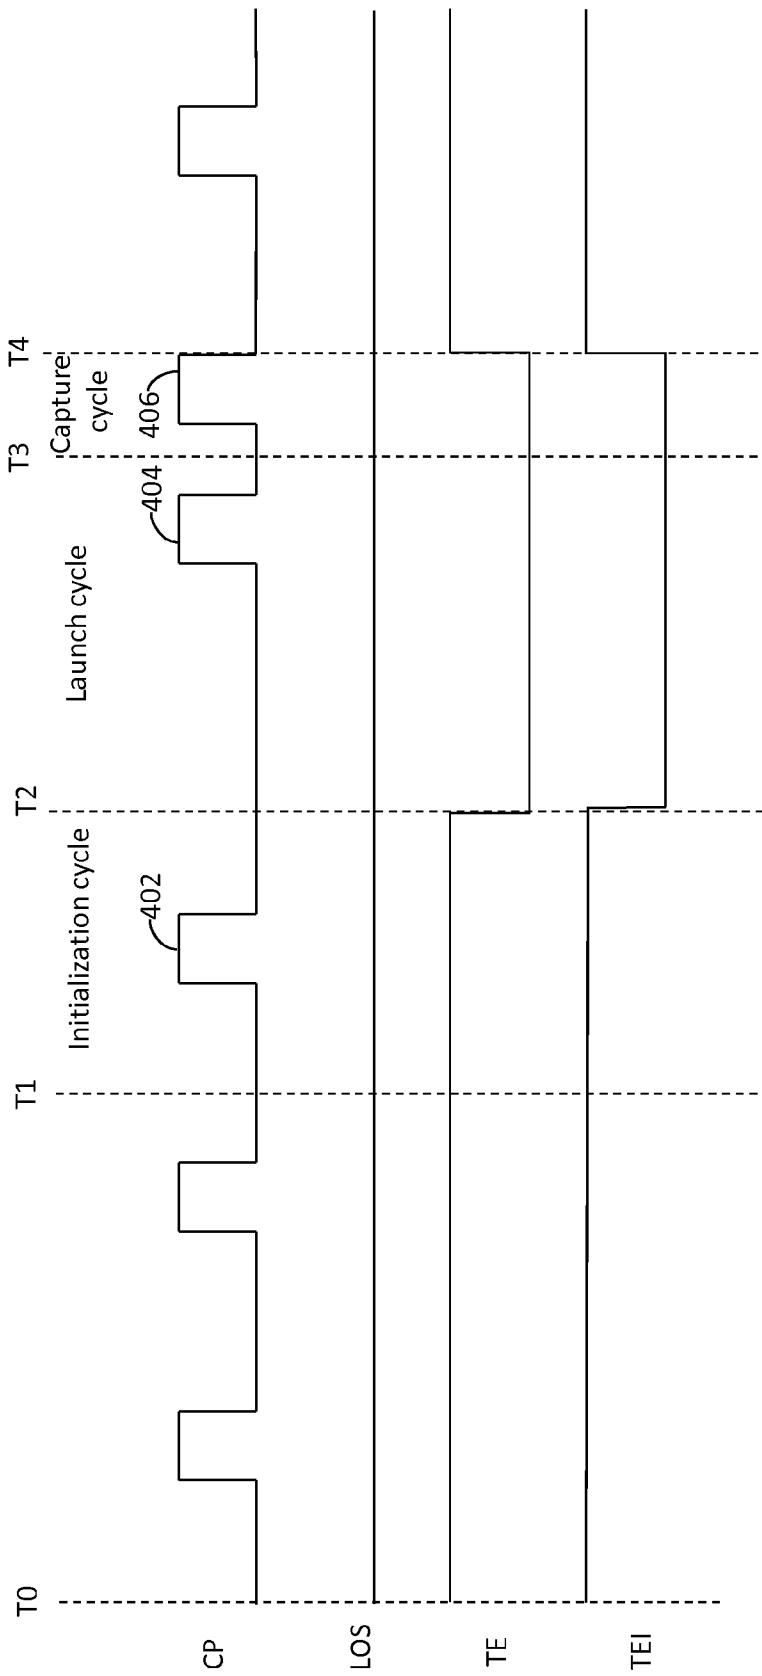 T0
T1
T2
T3
T4
Initialization cycle
Launch cycle
Capture
cycle
402
404
406
CP
LOS
TE
TEI